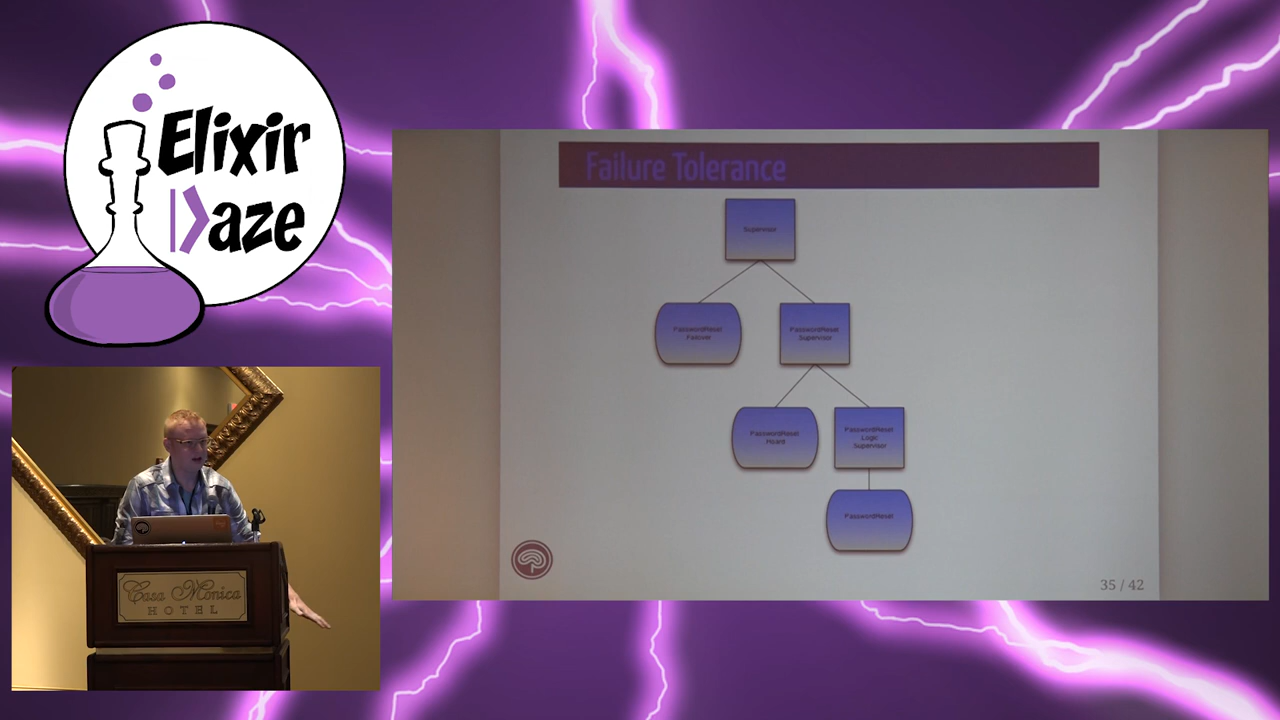 Elixir
|>aze
Failure Tolerance
Supervisor
PasswordReset
Failover
PasswordReset
Supervisor
PasswordReset
Hoard
PasswordReset
Logic
Supervisor
PasswordReset
35 / 42
Casa Monica
HOTEL